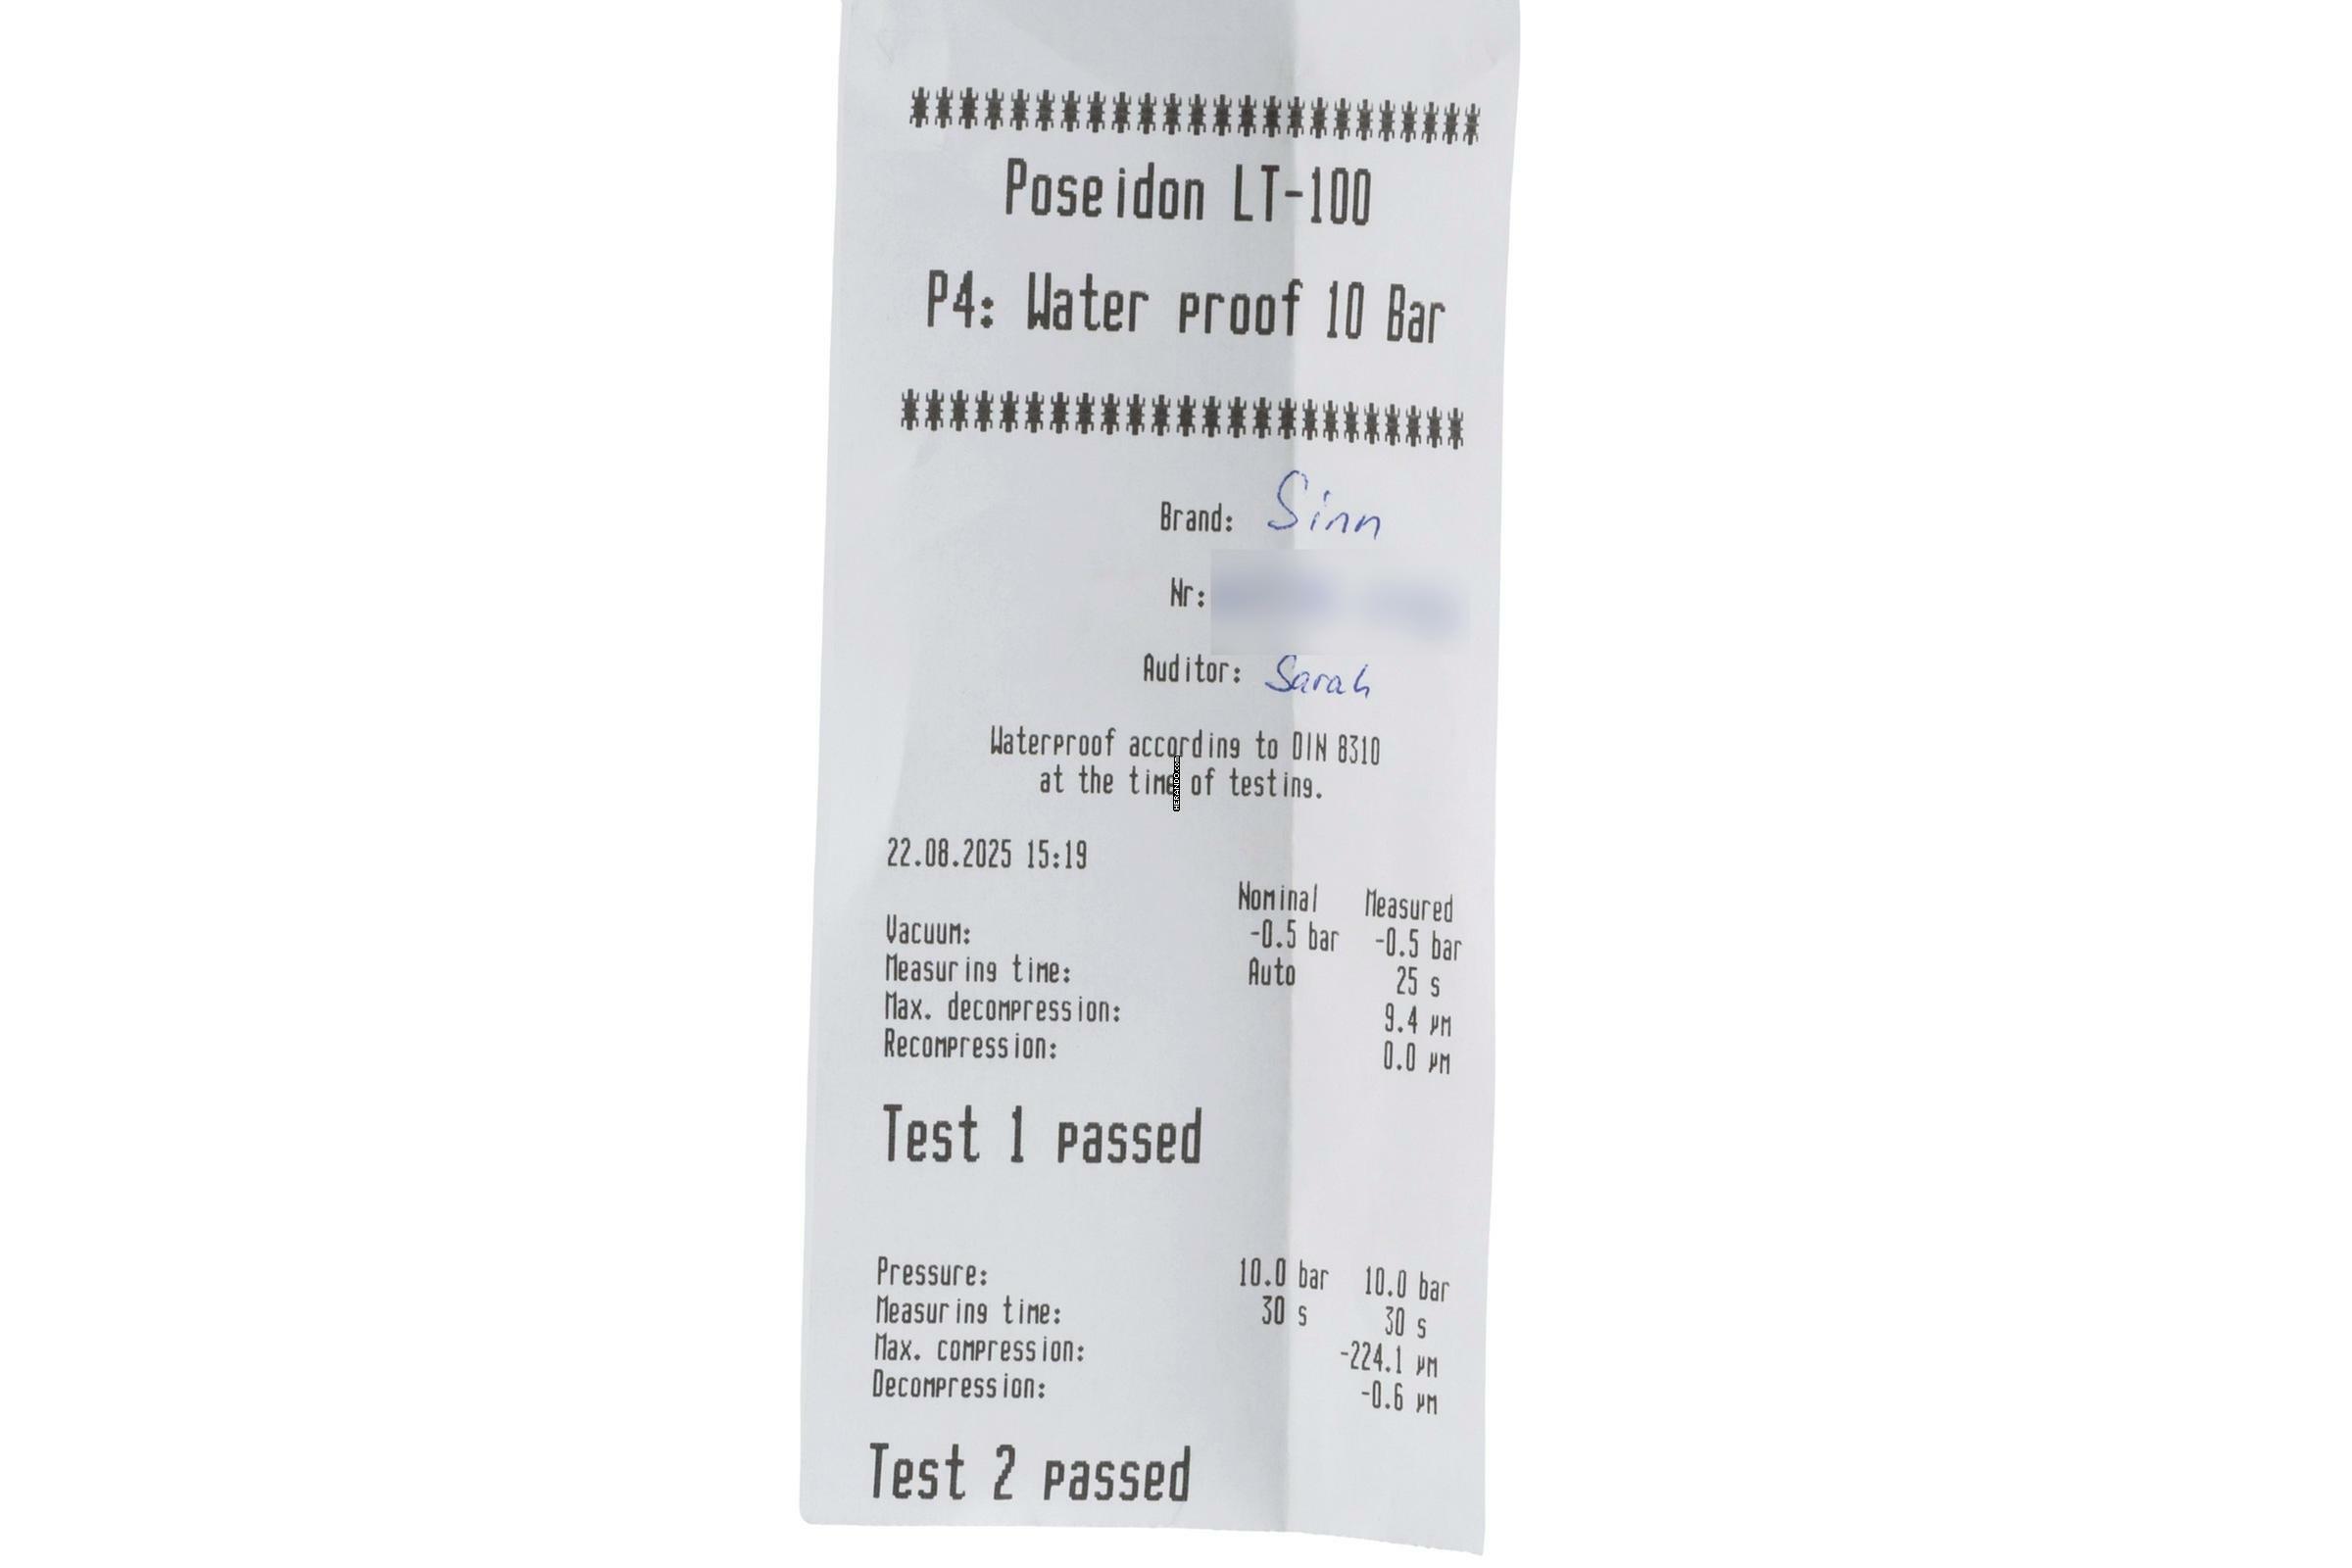 ***********************
Poseidon LT-100
P4: Water proof 10 Bar
***********************
Brand: Sinn
Nr:
Auditor: Sarah
Waterproof according to DIN 8310
at the time of testing.
HERANDO.com
22.08.2025 15:19
Nominal Measured
Vacuum: -0.5 bar -0.5 bar
Measuring time: Auto 25 s
Max. decompression: 9.4 µm
Recompression: 0.0 µm
Test 1 passed
Pressure: 10.0 bar 10.0 bar
Measuring time: 30 s 30 s
Max. compression: -224.1 µm
Decompression: -0.6 µm
Test 2 passed